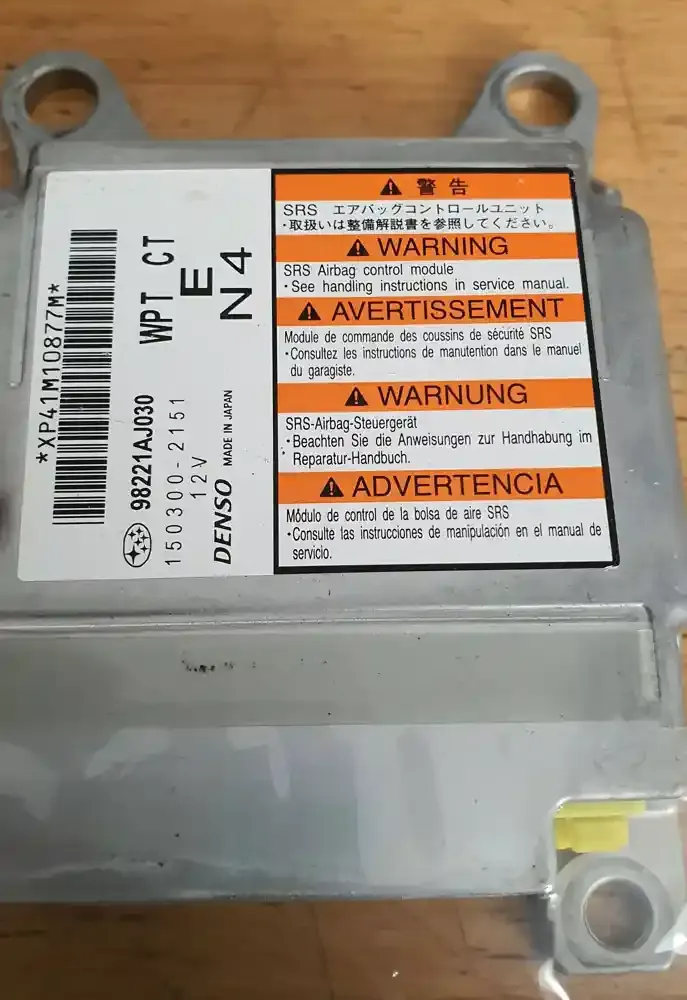 *XP41M10877M*
98221AJ030
WPT CT
150300-2151
E
12V
N4
DENSO MADE IN JAPAN
⚠ 警告
SRS エアバッグコントロールユニット
・取扱いは整備解説書を参照してください。
⚠ WARNING
SRS Airbag control module
・See handling instructions in service manual.
⚠ AVERTISSEMENT
Module de commande des coussins de sécurité SRS
・Consultez les instructions de manutention dans le manuel
du garagiste.
⚠ WARNUNG
SRS-Airbag-Steuergerät
・Beachten Sie die Anweisungen zur Handhabung im
Reparatur-Handbuch.
⚠ ADVERTENCIA
Módulo de control de la bolsa de aire SRS
・Consulte las instrucciones de manipulación en el manual de
servicio.